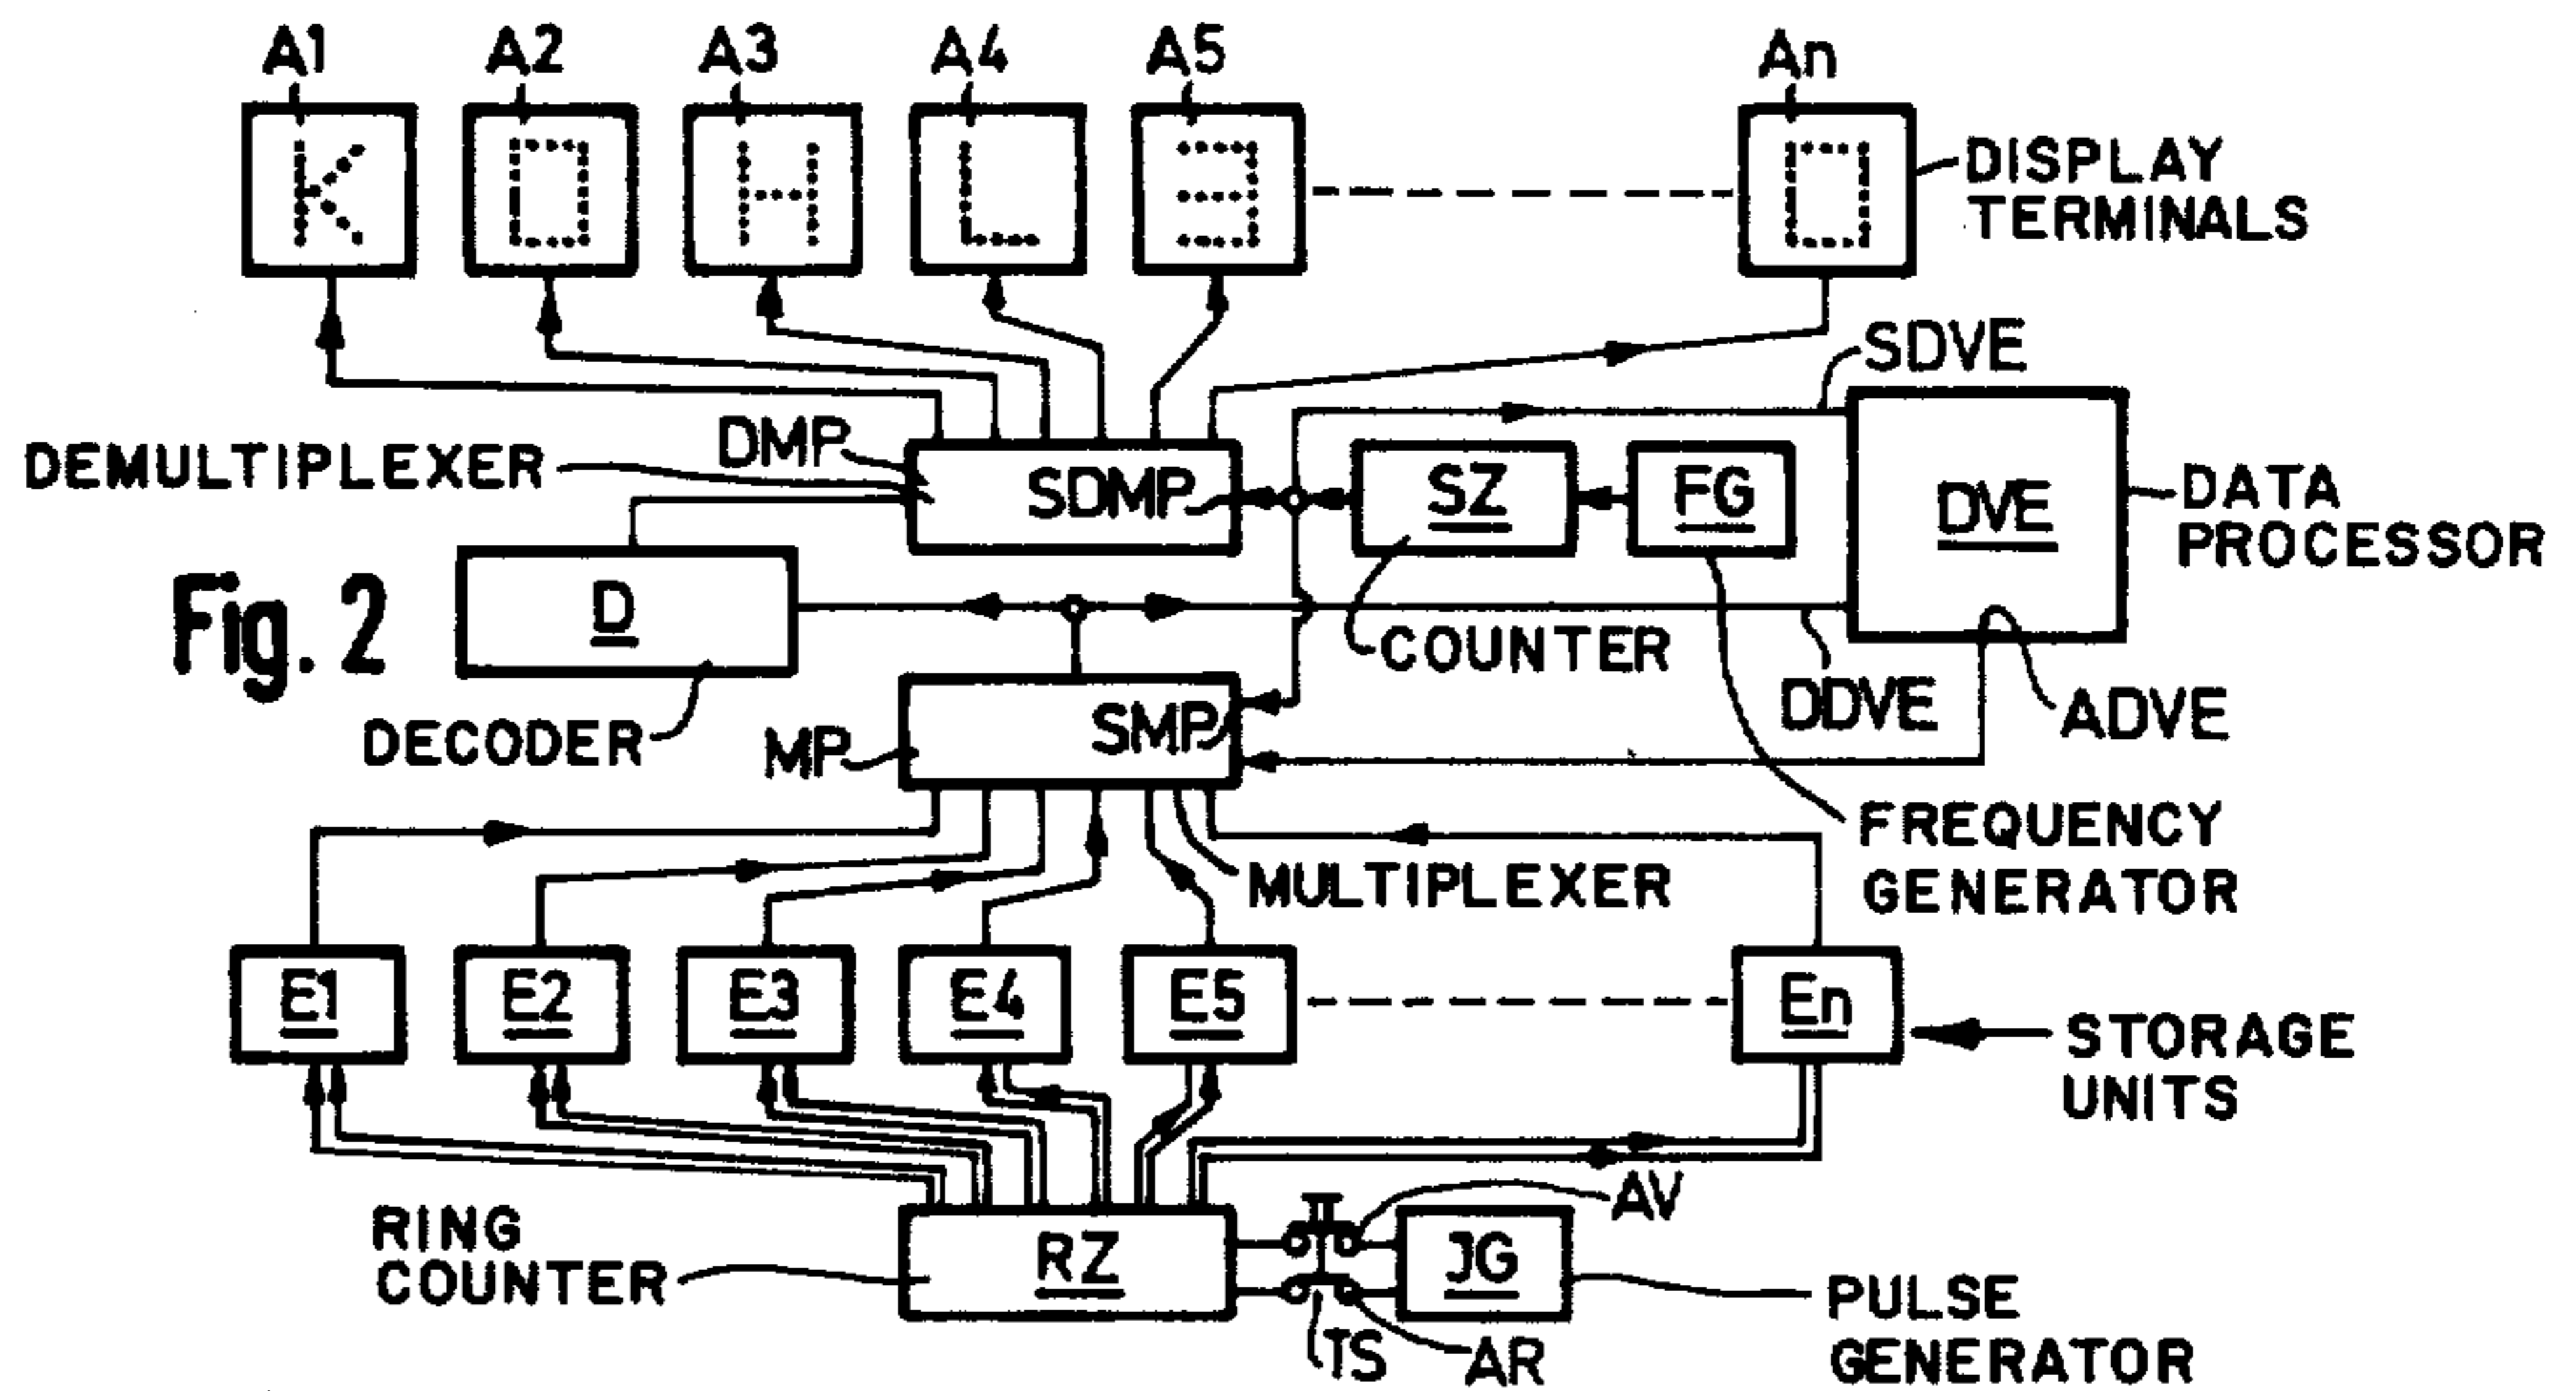 A1 A2 A3 A4 A5 An
K O H L 3 O
DISPLAY
TERMINALS
SDVE
DMP
DEMULTIPLEXER
SDMP
SZ
FG
DVE
DATA
PROCESSOR
Fig. 2
D
COUNTER
DDVE
ADVE
DECODER
MP
SMP
FREQUENCY
GENERATOR
MULTIPLEXER
E1 E2 E3 E4 E5 En
STORAGE
UNITS
AV
RING
COUNTER
RZ
JG
TS
AR
PULSE
GENERATOR